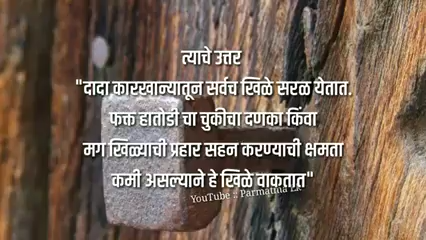 त्याचे उत्तर
"दादा कारखान्यातून सर्वच खिळे सरळ येतात.
फक्त हातोडी चा चुकीचा दणका किंवा
मग खिळ्याची प्रहार सहन करण्याची क्षमता
कमी असल्याने हे खिळे वाकतात"
YouTube :: Parmatma